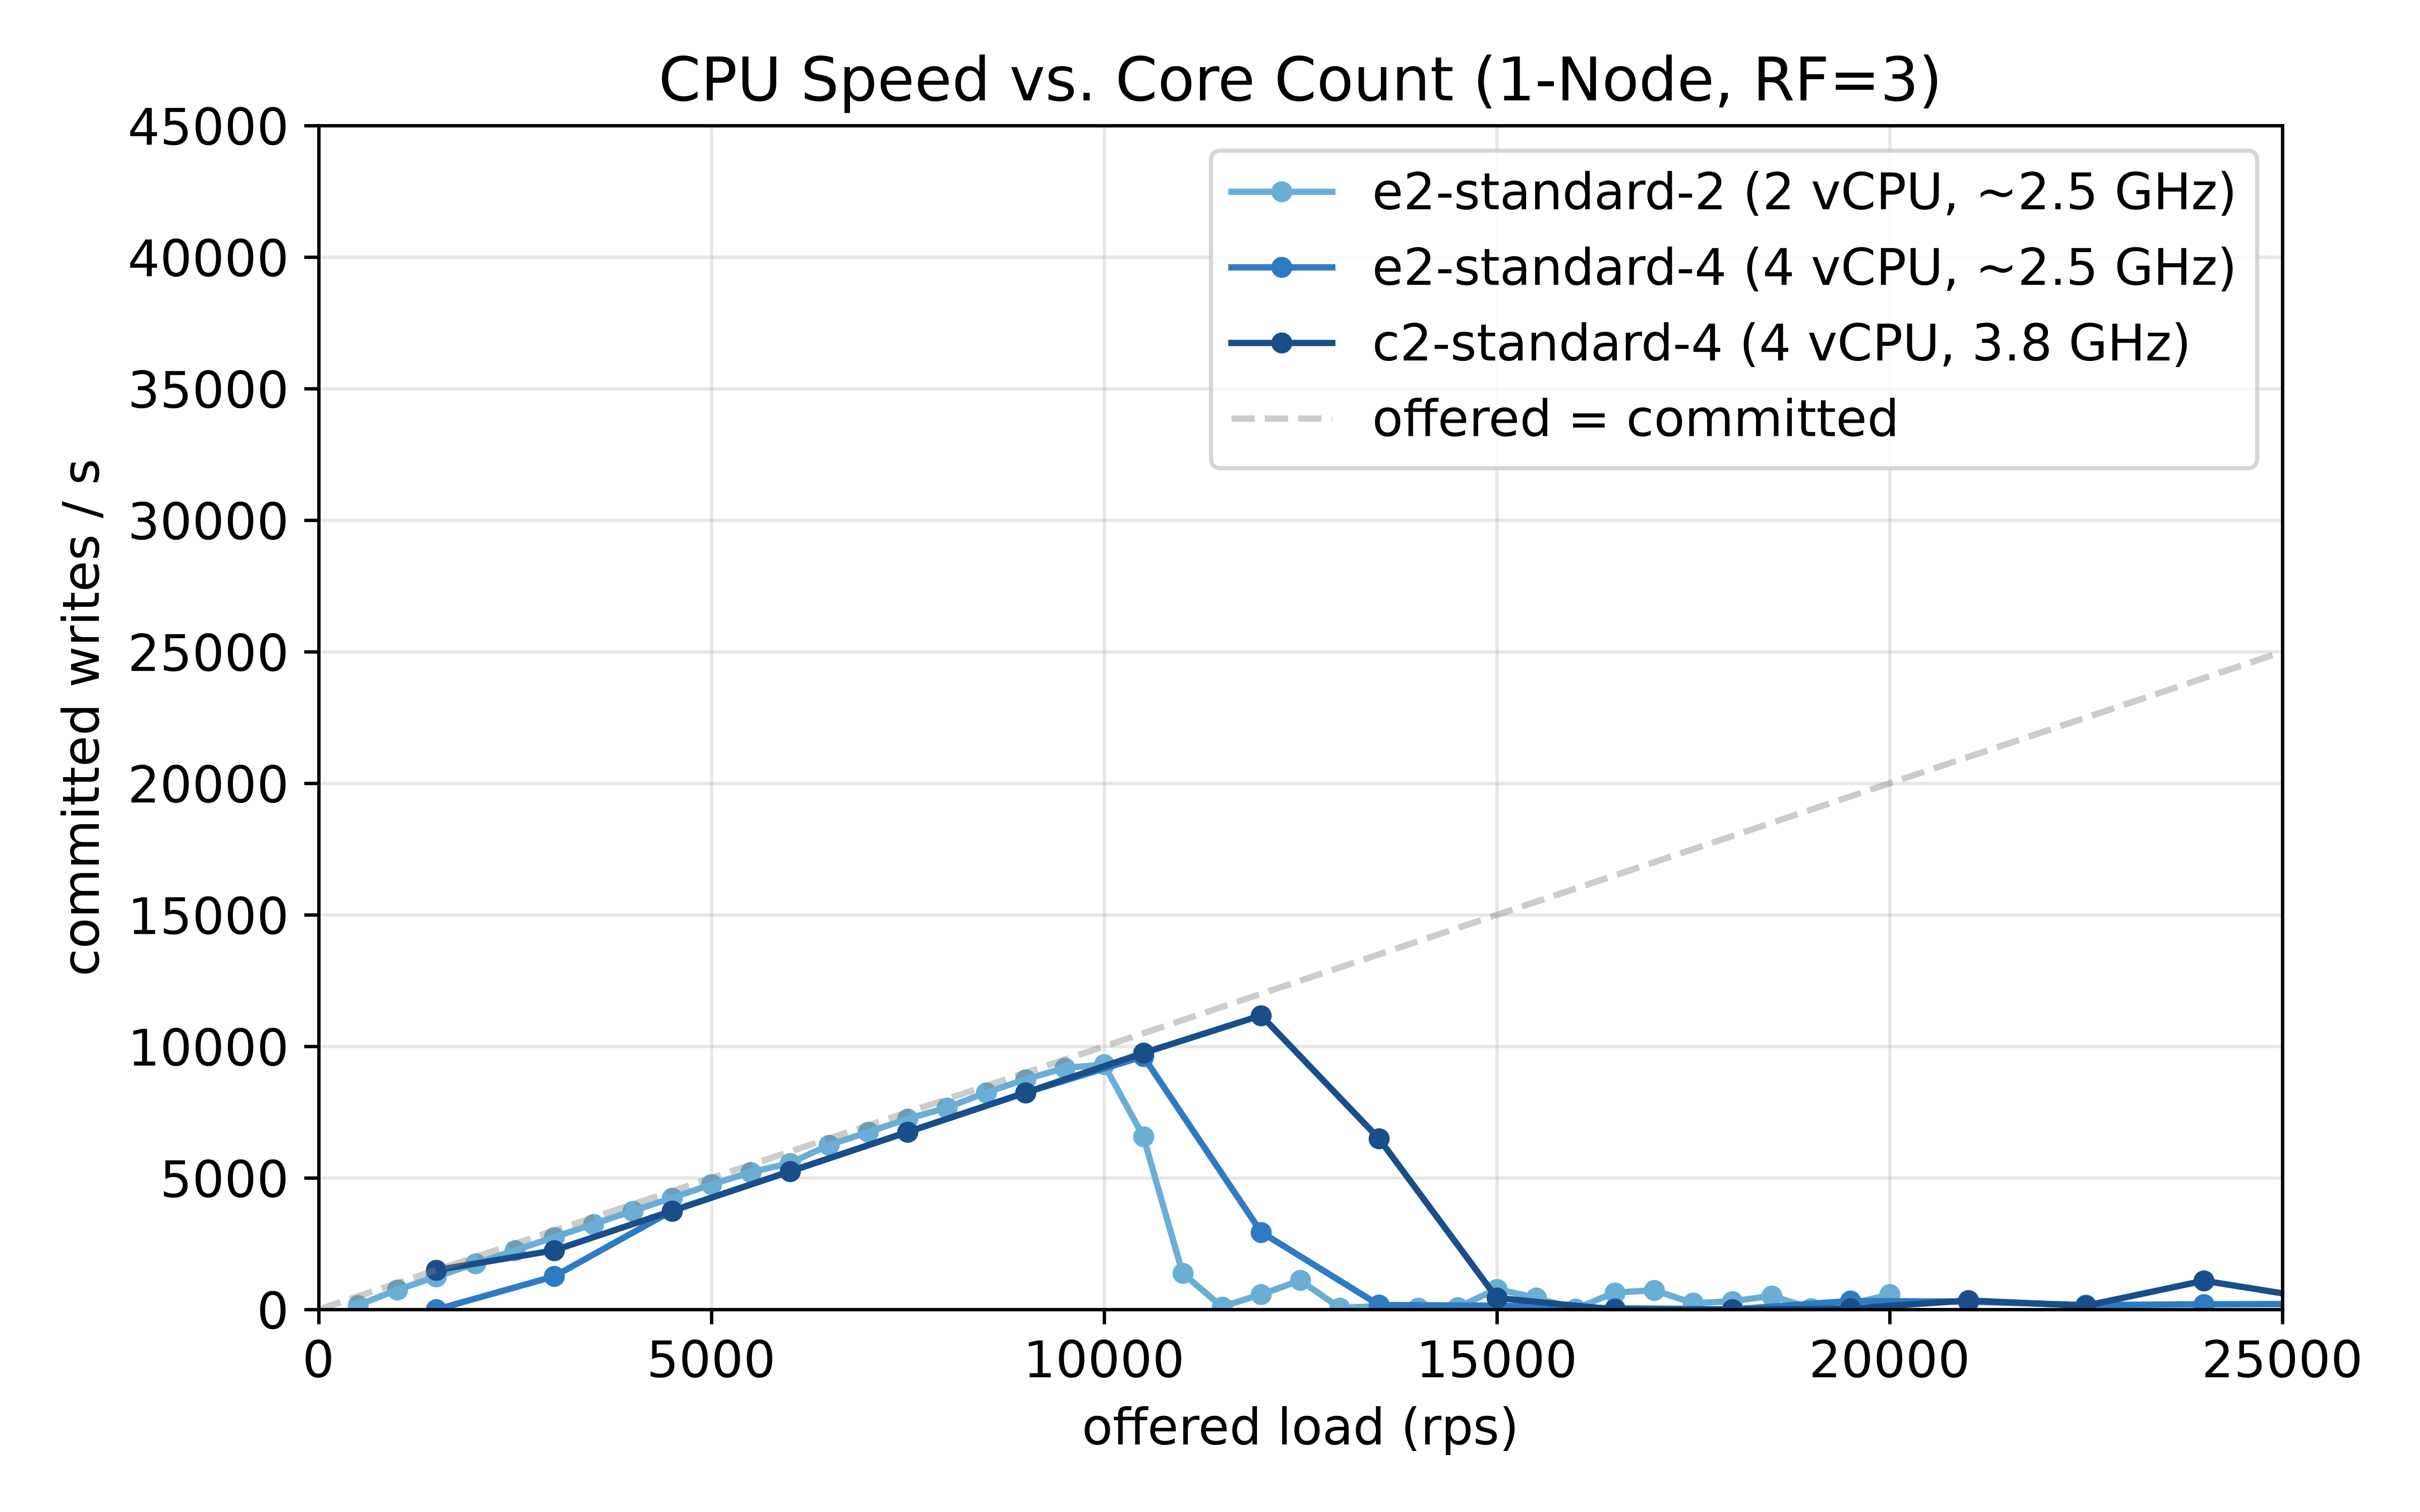 CPU Speed vs. Core Count (1-Node, RF=3)
45000
40000
35000
30000
25000
20000
15000
10000
5000
0
committed writes / s
e2-standard-2 (2 vCPU, ~2.5 GHz)
e2-standard-4 (4 vCPU, ~2.5 GHz)
c2-standard-4 (4 vCPU, 3.8 GHz)
offered = committed
0 5000 10000 15000 20000 25000
offered load (rps)